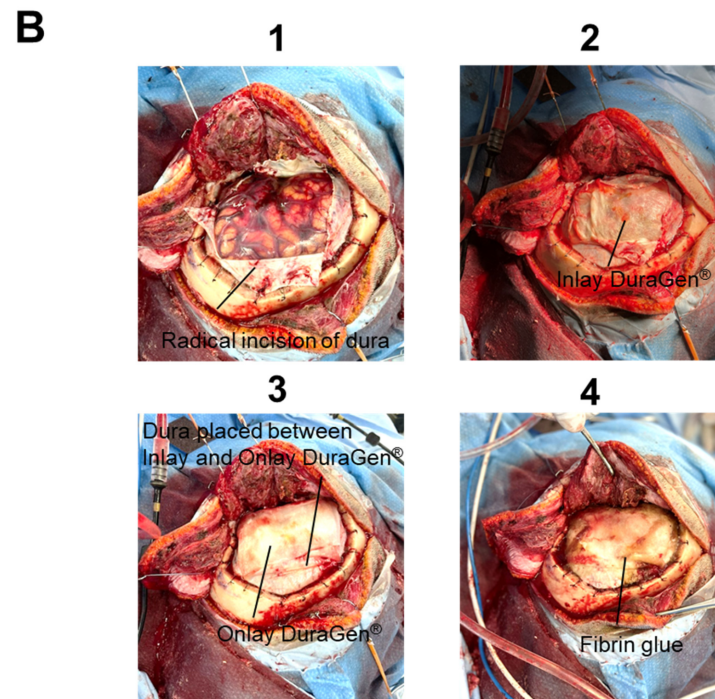 B
1
2
Radical incision of dura
Inlay DuraGen®
3
4
Dura placed between
Inlay and Onlay DuraGen®
Onlay DuraGen®
Fibrin glue